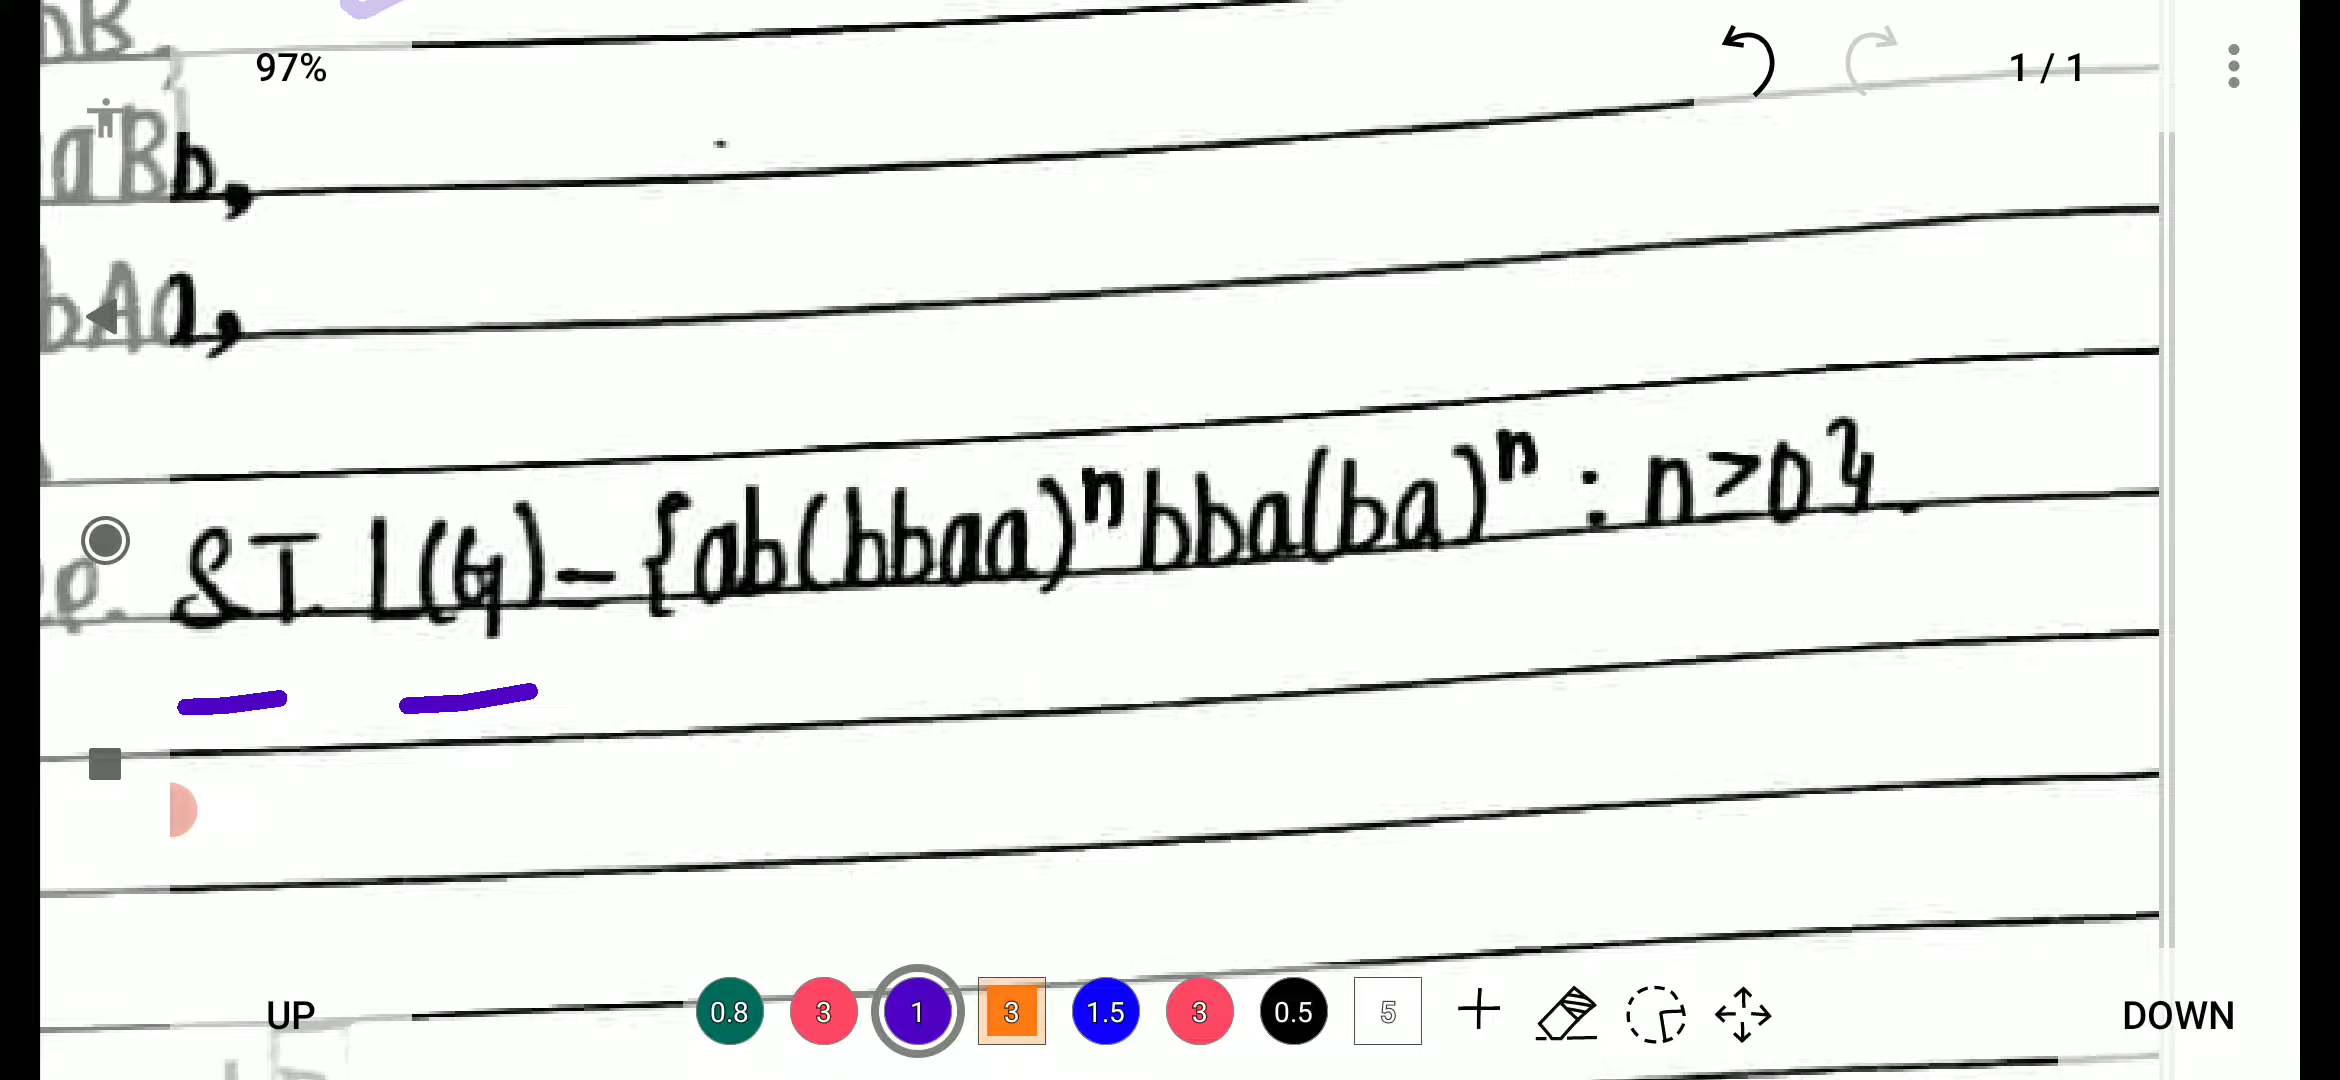 97%
1 / 1
aBb,
bAa,
p. S.T. L(G) = {ab(bbaa)ⁿbba(ba)ⁿ : n>0}.
UP
0.8
3
1
3
1.5
3
0.5
5
DOWN